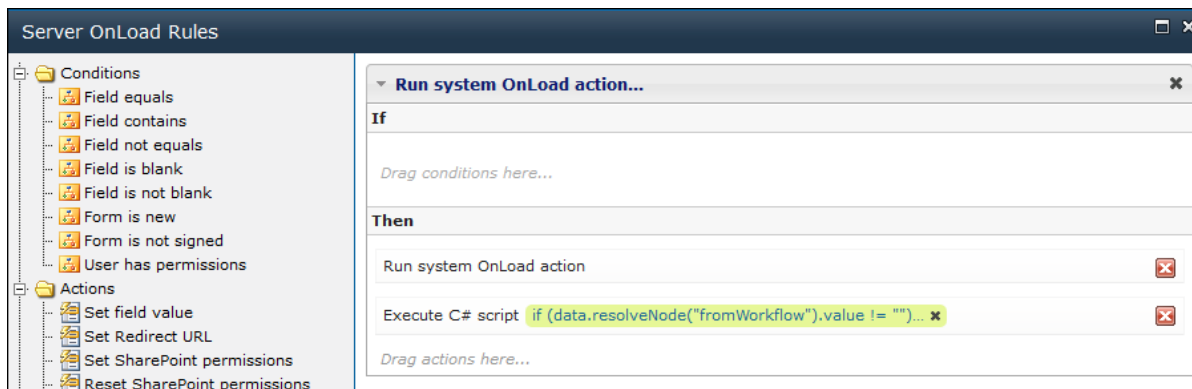 Server OnLoad Rules
Conditions
Field equals
Field contains
Field not equals
Field is blank
Field is not blank
Form is new
Form is not signed
User has permissions
Actions
Set field value
Set Redirect URL
Set SharePoint permissions
Reset SharePoint permissions
Run system OnLoad action...
If
Drag conditions here...
Then
Run system OnLoad action
Execute C# script if (data.resolveNode("fromWorkflow").value != "")...
Drag actions here...